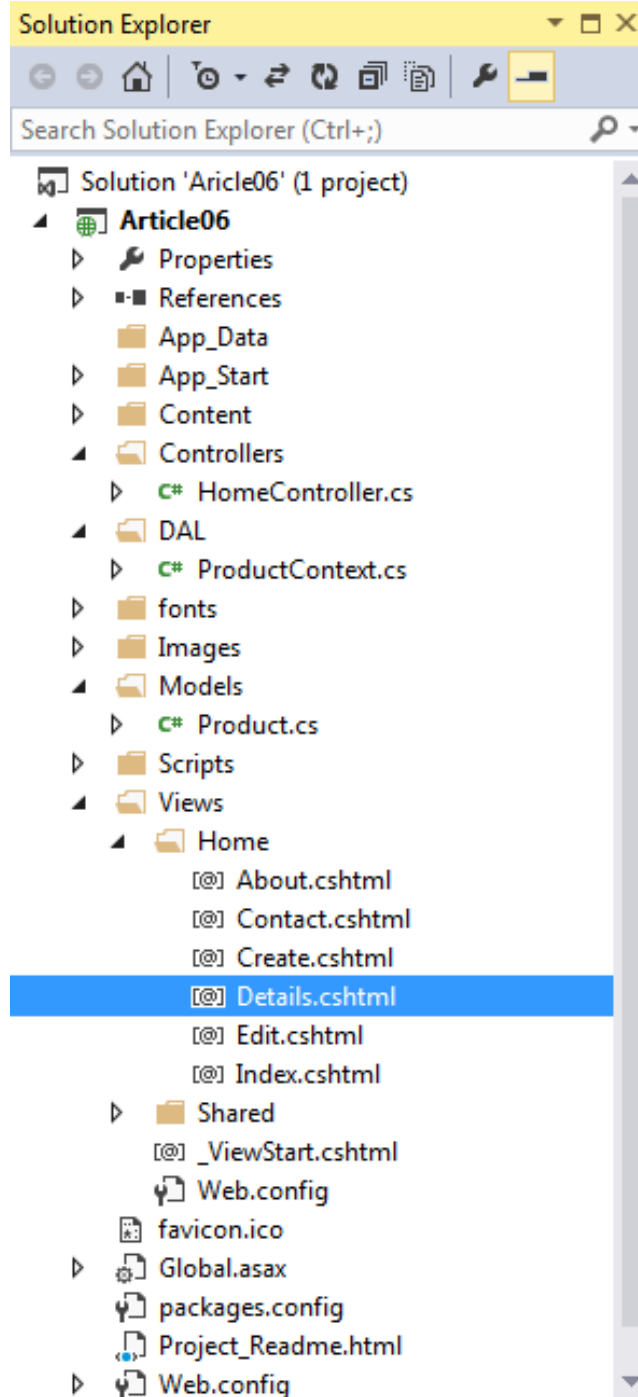 Solution Explorer
Search Solution Explorer (Ctrl+;)
Solution 'Aricle06' (1 project)
Article06
Properties
References
App_Data
App_Start
Content
Controllers
C# HomeController.cs
DAL
C# ProductContext.cs
fonts
Images
Models
C# Product.cs
Scripts
Views
Home
[@] About.cshtml
[@] Contact.cshtml
[@] Create.cshtml
[@] Details.cshtml
[@] Edit.cshtml
[@] Index.cshtml
Shared
[@] _ViewStart.cshtml
Web.config
favicon.ico
Global.asax
packages.config
Project_Readme.html
Web.config